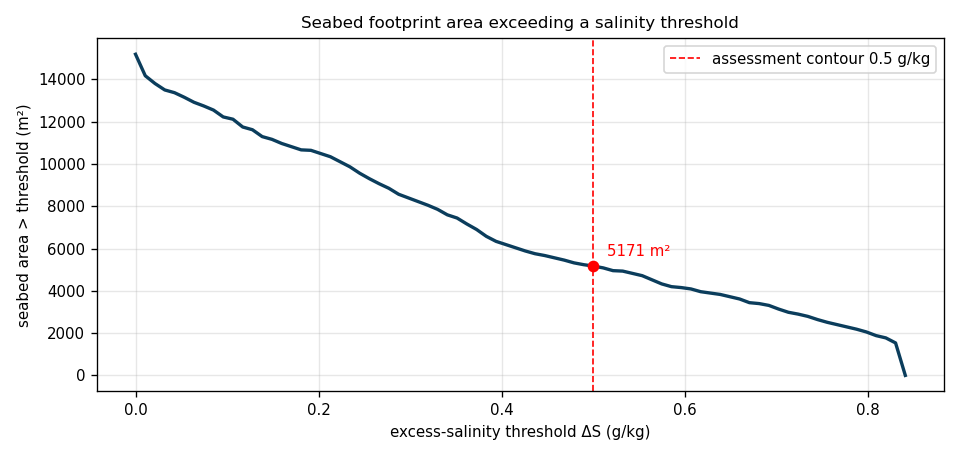 Seabed footprint area exceeding a salinity threshold
assessment contour 0.5 g/kg
seabed area > threshold (m²)
14000
12000
10000
8000
6000
4000
2000
0
5171 m²
0.0
0.2
0.4
0.6
0.8
excess-salinity threshold ΔS (g/kg)